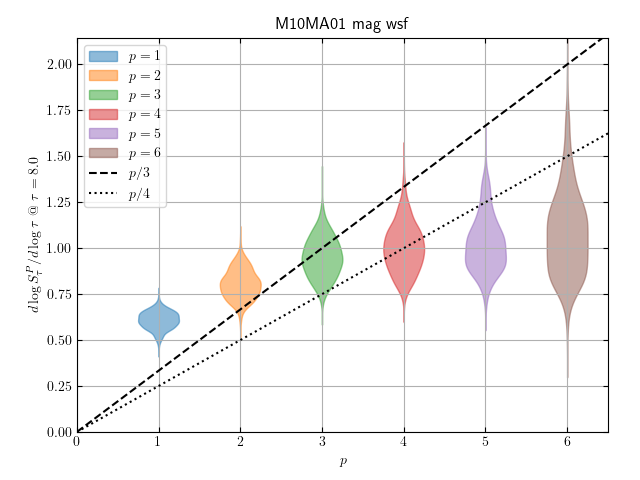 M10MA01 mag wsf
p = 1
p = 2
p = 3
p = 4
p = 5
p = 6
p/3
p/4
d log S_τ^P / d log τ @ τ = 8.0
2.00
1.75
1.50
1.25
1.00
0.75
0.50
0.25
0.00
0 1 2 3 4 5 6
p